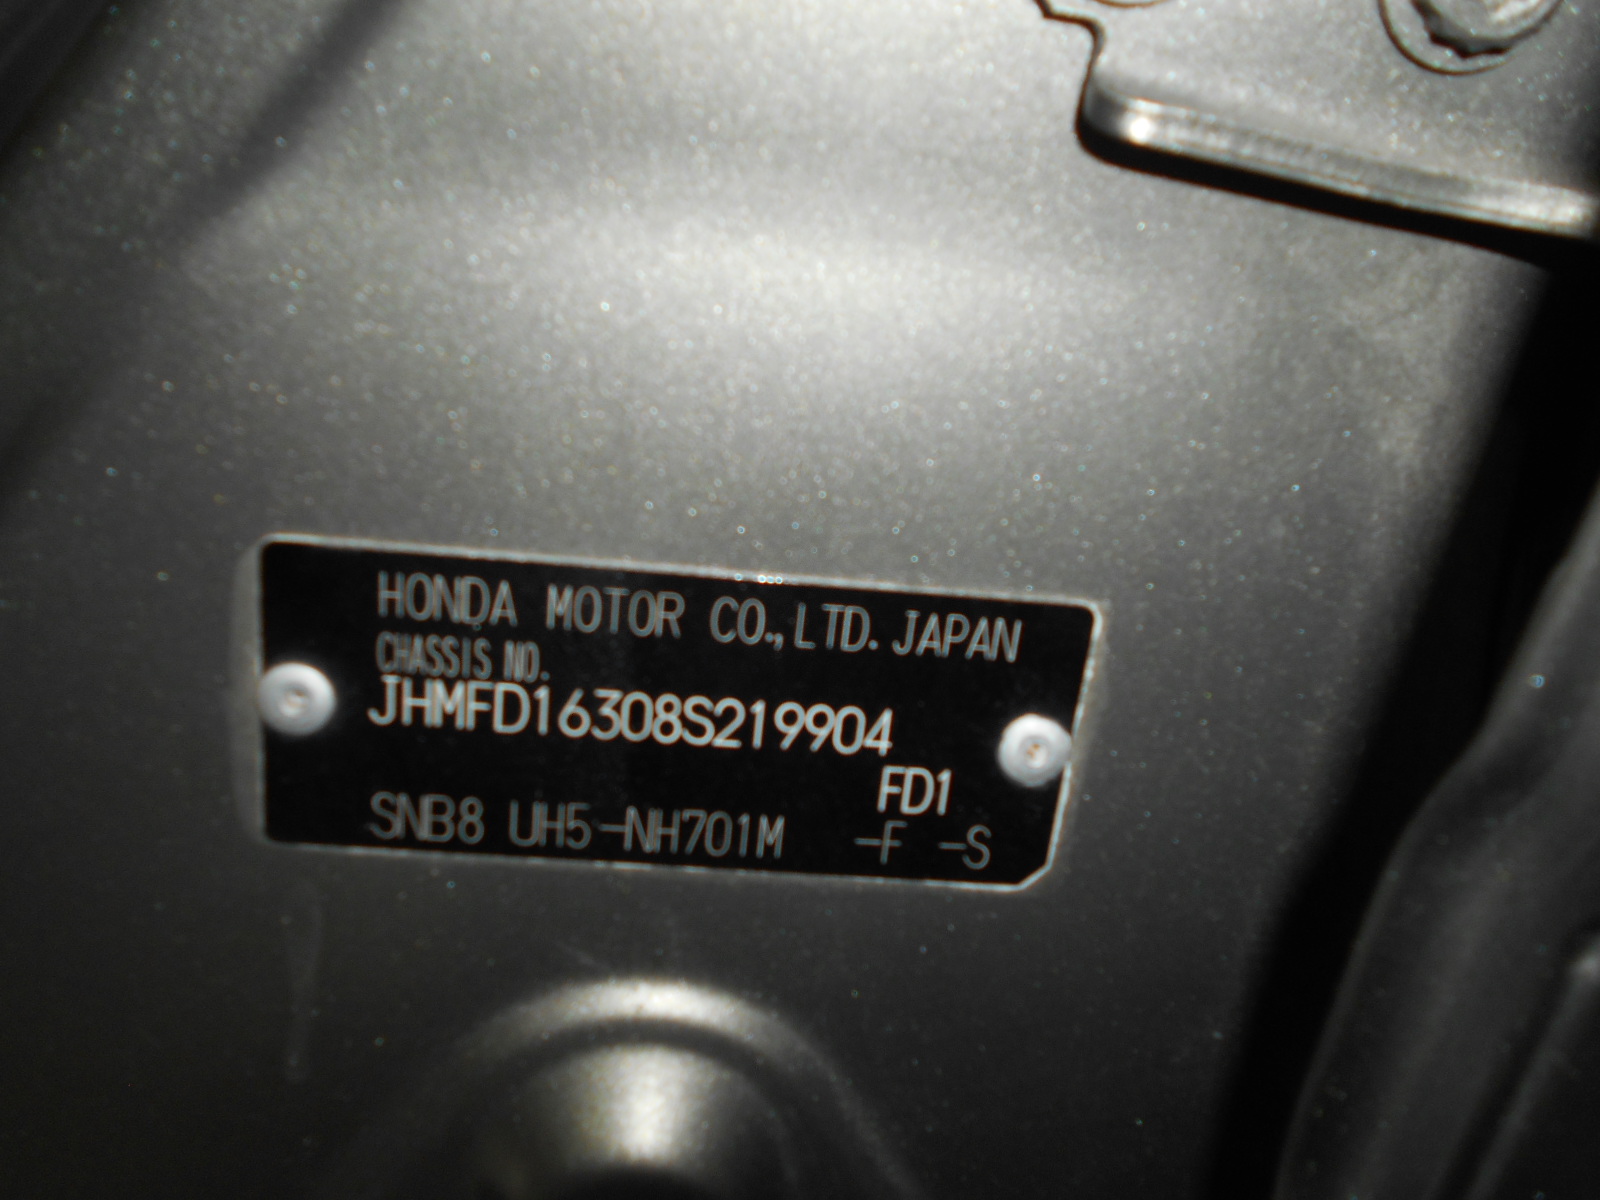 HONDA MOTOR CO.,LTD. JAPAN
CHASSIS NO.
JHMFD16308S219904
FD1
SNB8 UH5-NH701M -F -S